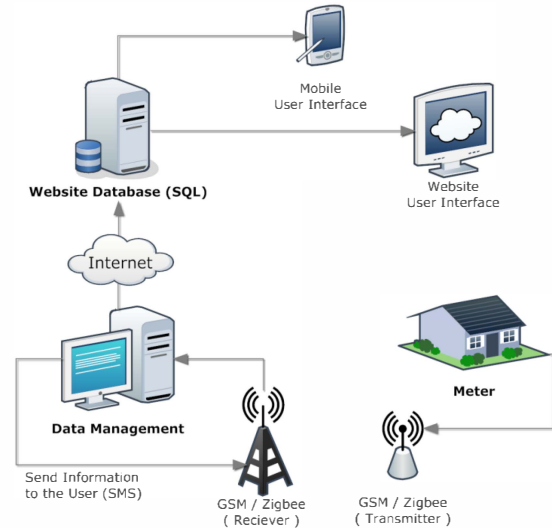 Mobile
User Interface
Website
User Interface
Website Database (SQL)
Internet
Meter
Data Management
Send Information
to the User (SMS)
GSM / Zigbee
( Reciever )
GSM / Zigbee
( Transmitter )